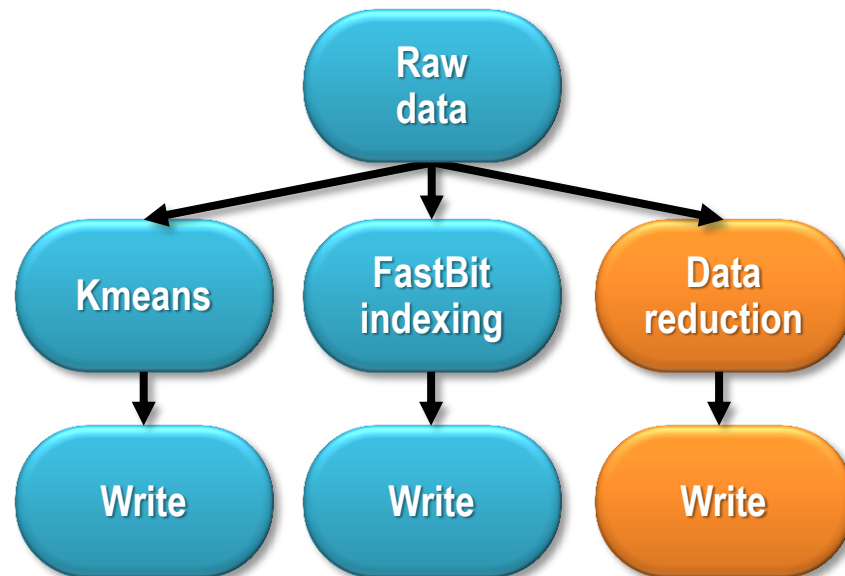 Raw
data
Kmeans
FastBit
indexing
Data
reduction
Write
Write
Write